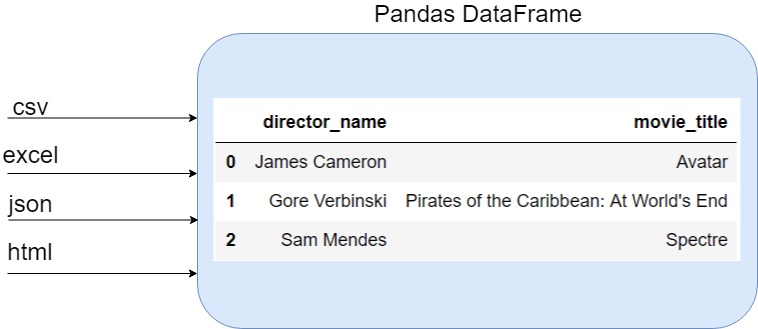 Pandas DataFrame
csv
excel
json
html
director_name movie_title
0 James Cameron Avatar
1 Gore Verbinski Pirates of the Caribbean: At World's End
2 Sam Mendes Spectre